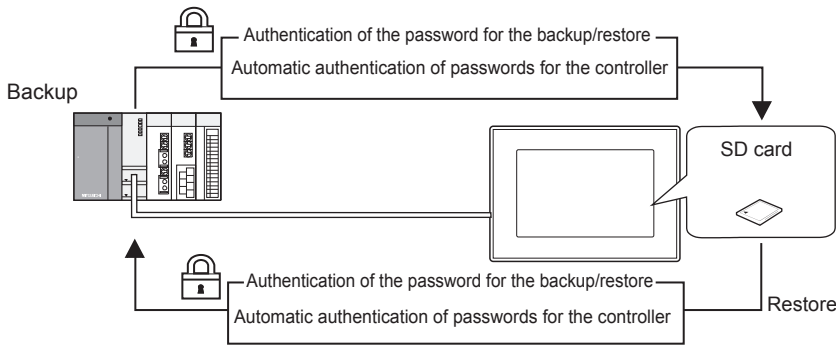 Authentication of the password for the backup/restore
Automatic authentication of passwords for the controller
Backup
SD card
Authentication of the password for the backup/restore
Automatic authentication of passwords for the controller
Restore